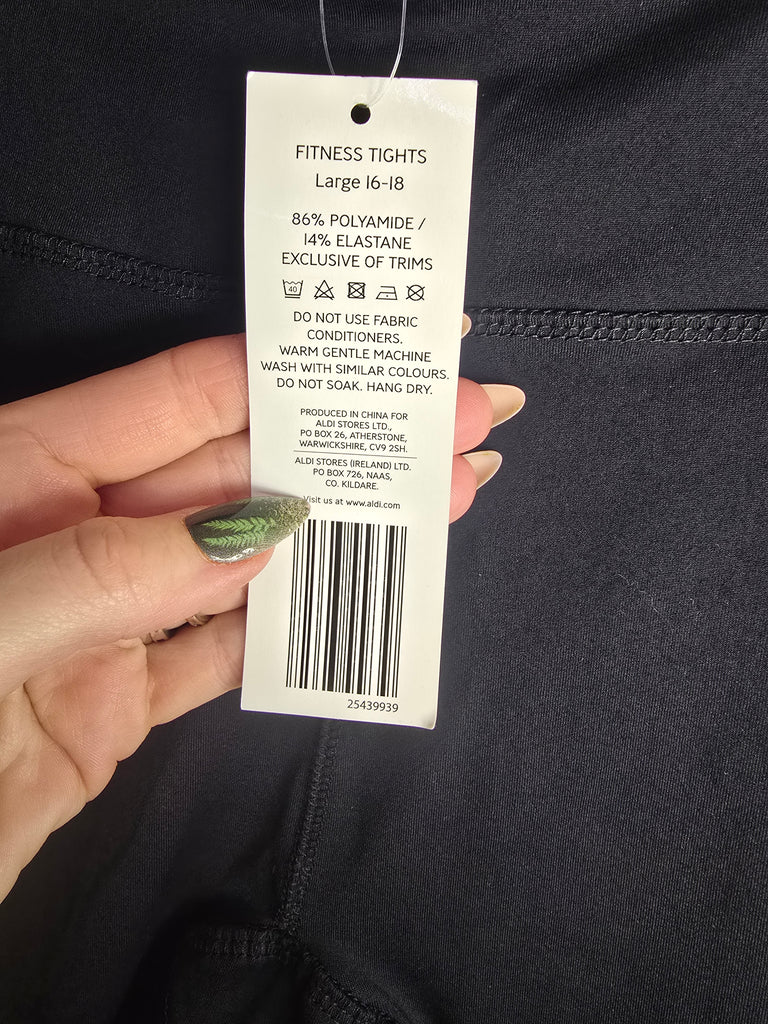 FITNESS TIGHTS
Large 16-18
86% POLYAMIDE /
14% ELASTANE
EXCLUSIVE OF TRIMS
40
DO NOT USE FABRIC
CONDITIONERS.
WARM GENTLE MACHINE
WASH WITH SIMILAR COLOURS.
DO NOT SOAK. HANG DRY.
PRODUCED IN CHINA FOR
ALDI STORES LTD.,
PO BOX 26, ATHERSTONE,
WARWICKSHIRE, CV9 2SH.
ALDI STORES (IRELAND) LTD.
PO BOX 726, NAAS,
CO. KILDARE.
Visit us at www.aldi.com
25439939